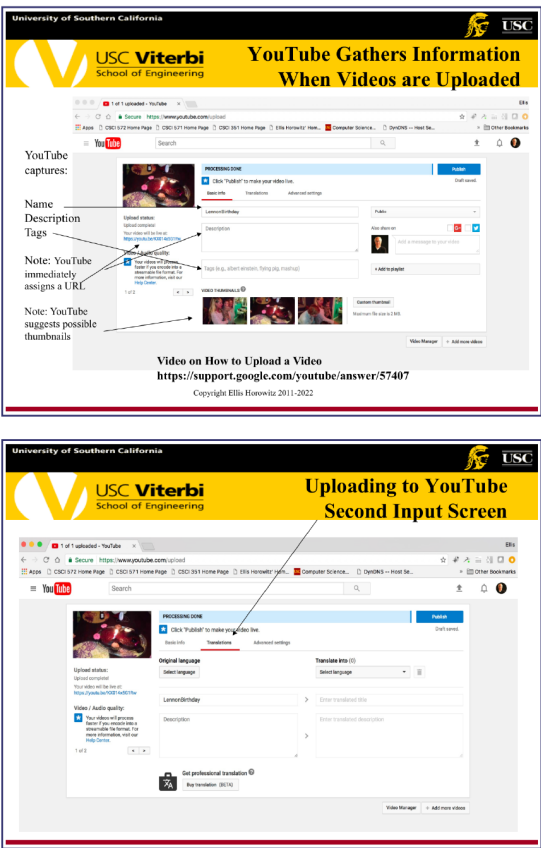 University of Southern California
USC
USC Viterbi
School of Engineering
YouTube Gathers Information
When Videos are Uploaded
1 of 1 uploaded - YouTube
Ellis
Secure https://www.youtube.com/upload
Apps CSCI 572 Home Page CSCI 571 Home Page CSCI 351 Home Page Ellis Horowitz' Hom... Computer Science... DynDNS -- Host Se... Other Bookmarks
YouTube
Search
YouTube
captures:
Name
Description
Tags
Note: YouTube
immediately
assigns a URL
Note: YouTube
suggests possible
thumbnails
PROCESSING DONE
Publish
Click "Publish" to make your video live.
Draft saved.
Basic info Translations Advanced settings
Upload status:
Upload complete!
Your video will be live at:
Video / Audio quality:
Your videos will process
faster if you encode into a
streamable file format. For
more information, visit our
Help Center.
1 of 2
LennonBirthday
Public
Description
Also share on
Add a message to your video
Tags (e.g., albert einstein, flying pig, mashup)
+ Add to playlist
VIDEO THUMBNAILS
Custom thumbnail
Maximum file size is 2 MB.
Video Manager + Add more videos
Video on How to Upload a Video
https://support.google.com/youtube/answer/57407
Copyright Ellis Horowitz 2011-2022
University of Southern California
USC
USC Viterbi
School of Engineering
Uploading to YouTube
Second Input Screen
1 of 1 uploaded - YouTube
Ellis
Secure https://www.youtube.com/upload
Apps CSCI 572 Home Page CSCI 571 Home Page CSCI 351 Home Page Ellis Horowitz' Hom... Computer Science... DynDNS -- Host Se... Other Bookmarks
YouTube
Search
PROCESSING DONE
Publish
Click "Publish" to make your video live.
Draft saved.
Basic info Translations Advanced settings
Original language
Translate into (0)
Select language
Select language
Upload status:
Upload complete!
Your video will be live at:
Video / Audio quality:
Your videos will process
faster if you encode into a
streamable file format. For
more information, visit our
Help Center.
1 of 2
LennonBirthday
> Enter translated title
Description
> Enter translated description
Get professional translation
Buy translation (BETA)
Video Manager + Add more videos